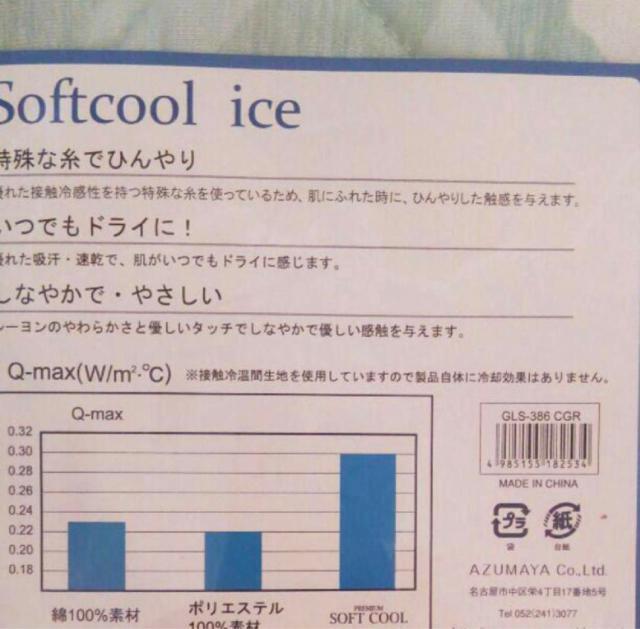 Softcool ice
特殊な糸でひんやり
優れた接触冷感性を持つ特殊な糸を使っているため、肌にふれた時に、ひんやりした触感を与えます。
いつでもドライに！
優れた吸汗・速乾で、肌がいつでもドライに感じます。
しなやかで・やさしい
レーヨンのやわらかさと優しいタッチでしなやかで優しい感触を与えます。
Q-max(W/m²·℃) ※接触冷温間生地を使用していますので製品自体に冷却効果はありません。
Q-max
0.32
0.30
0.28
0.26
0.24
0.22
0.20
0.18
綿100%素材
ポリエステル
100%素材
PREMIUM
SOFT COOL
GLS-386 CGR
4 985155 182534
MADE IN CHINA
プラ 紙
袋 台紙
AZUMAYA Co.,Ltd.
名古屋市中区栄4丁目17番地5号
Tel 052(241)3077